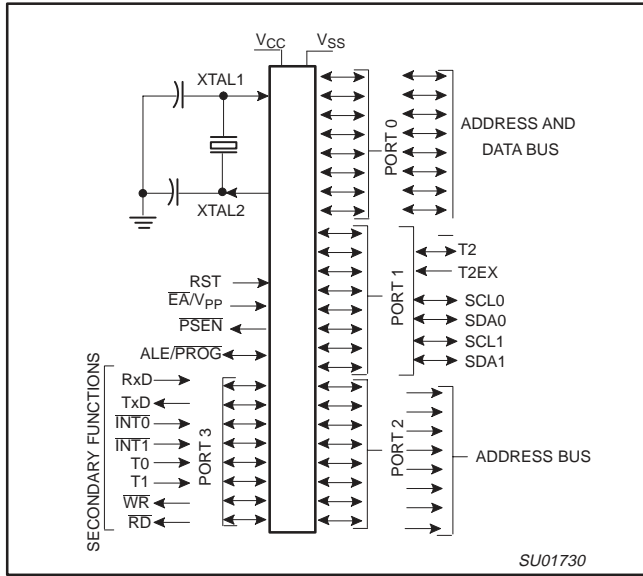 VCC VSS
XTAL1
XTAL2
PORT 0
ADDRESS AND
DATA BUS
PORT 1
T2
T2EX
SCL0
SDA0
SCL1
SDA1
RST
EA/VPP
PSEN
ALE/PROG
SECONDARY FUNCTIONS
RxD
TxD
INT0
INT1
T0
T1
WR
RD
PORT 3
PORT 2
ADDRESS BUS
SU01730